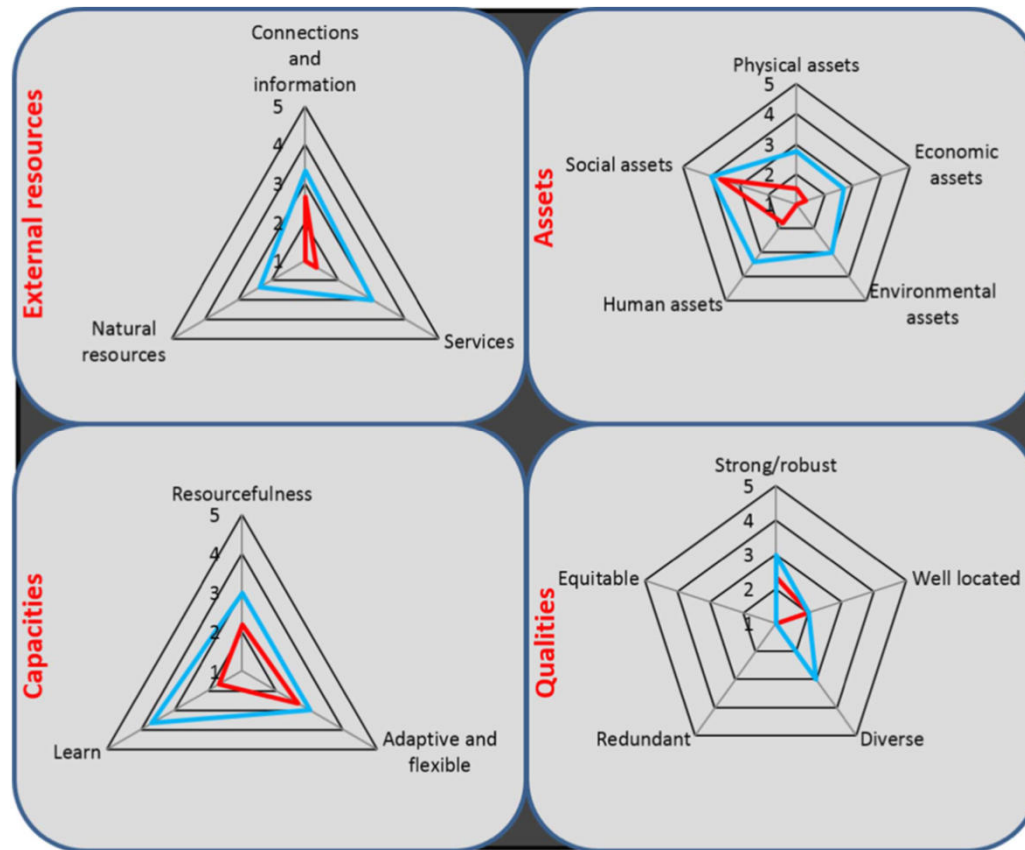 External resources
Connections
and
information
5
4
3
2
1
Natural
resources
Services
Assets
Physical assets
5
4
3
2
1
Social assets
Economic
assets
Human assets
Environmental
assets
Capacities
Resourcefulness
5
4
3
2
1
Learn
Adaptive and
flexible
Qualities
Strong/robust
5
4
3
2
1
Equitable
Well located
Redundant
Diverse